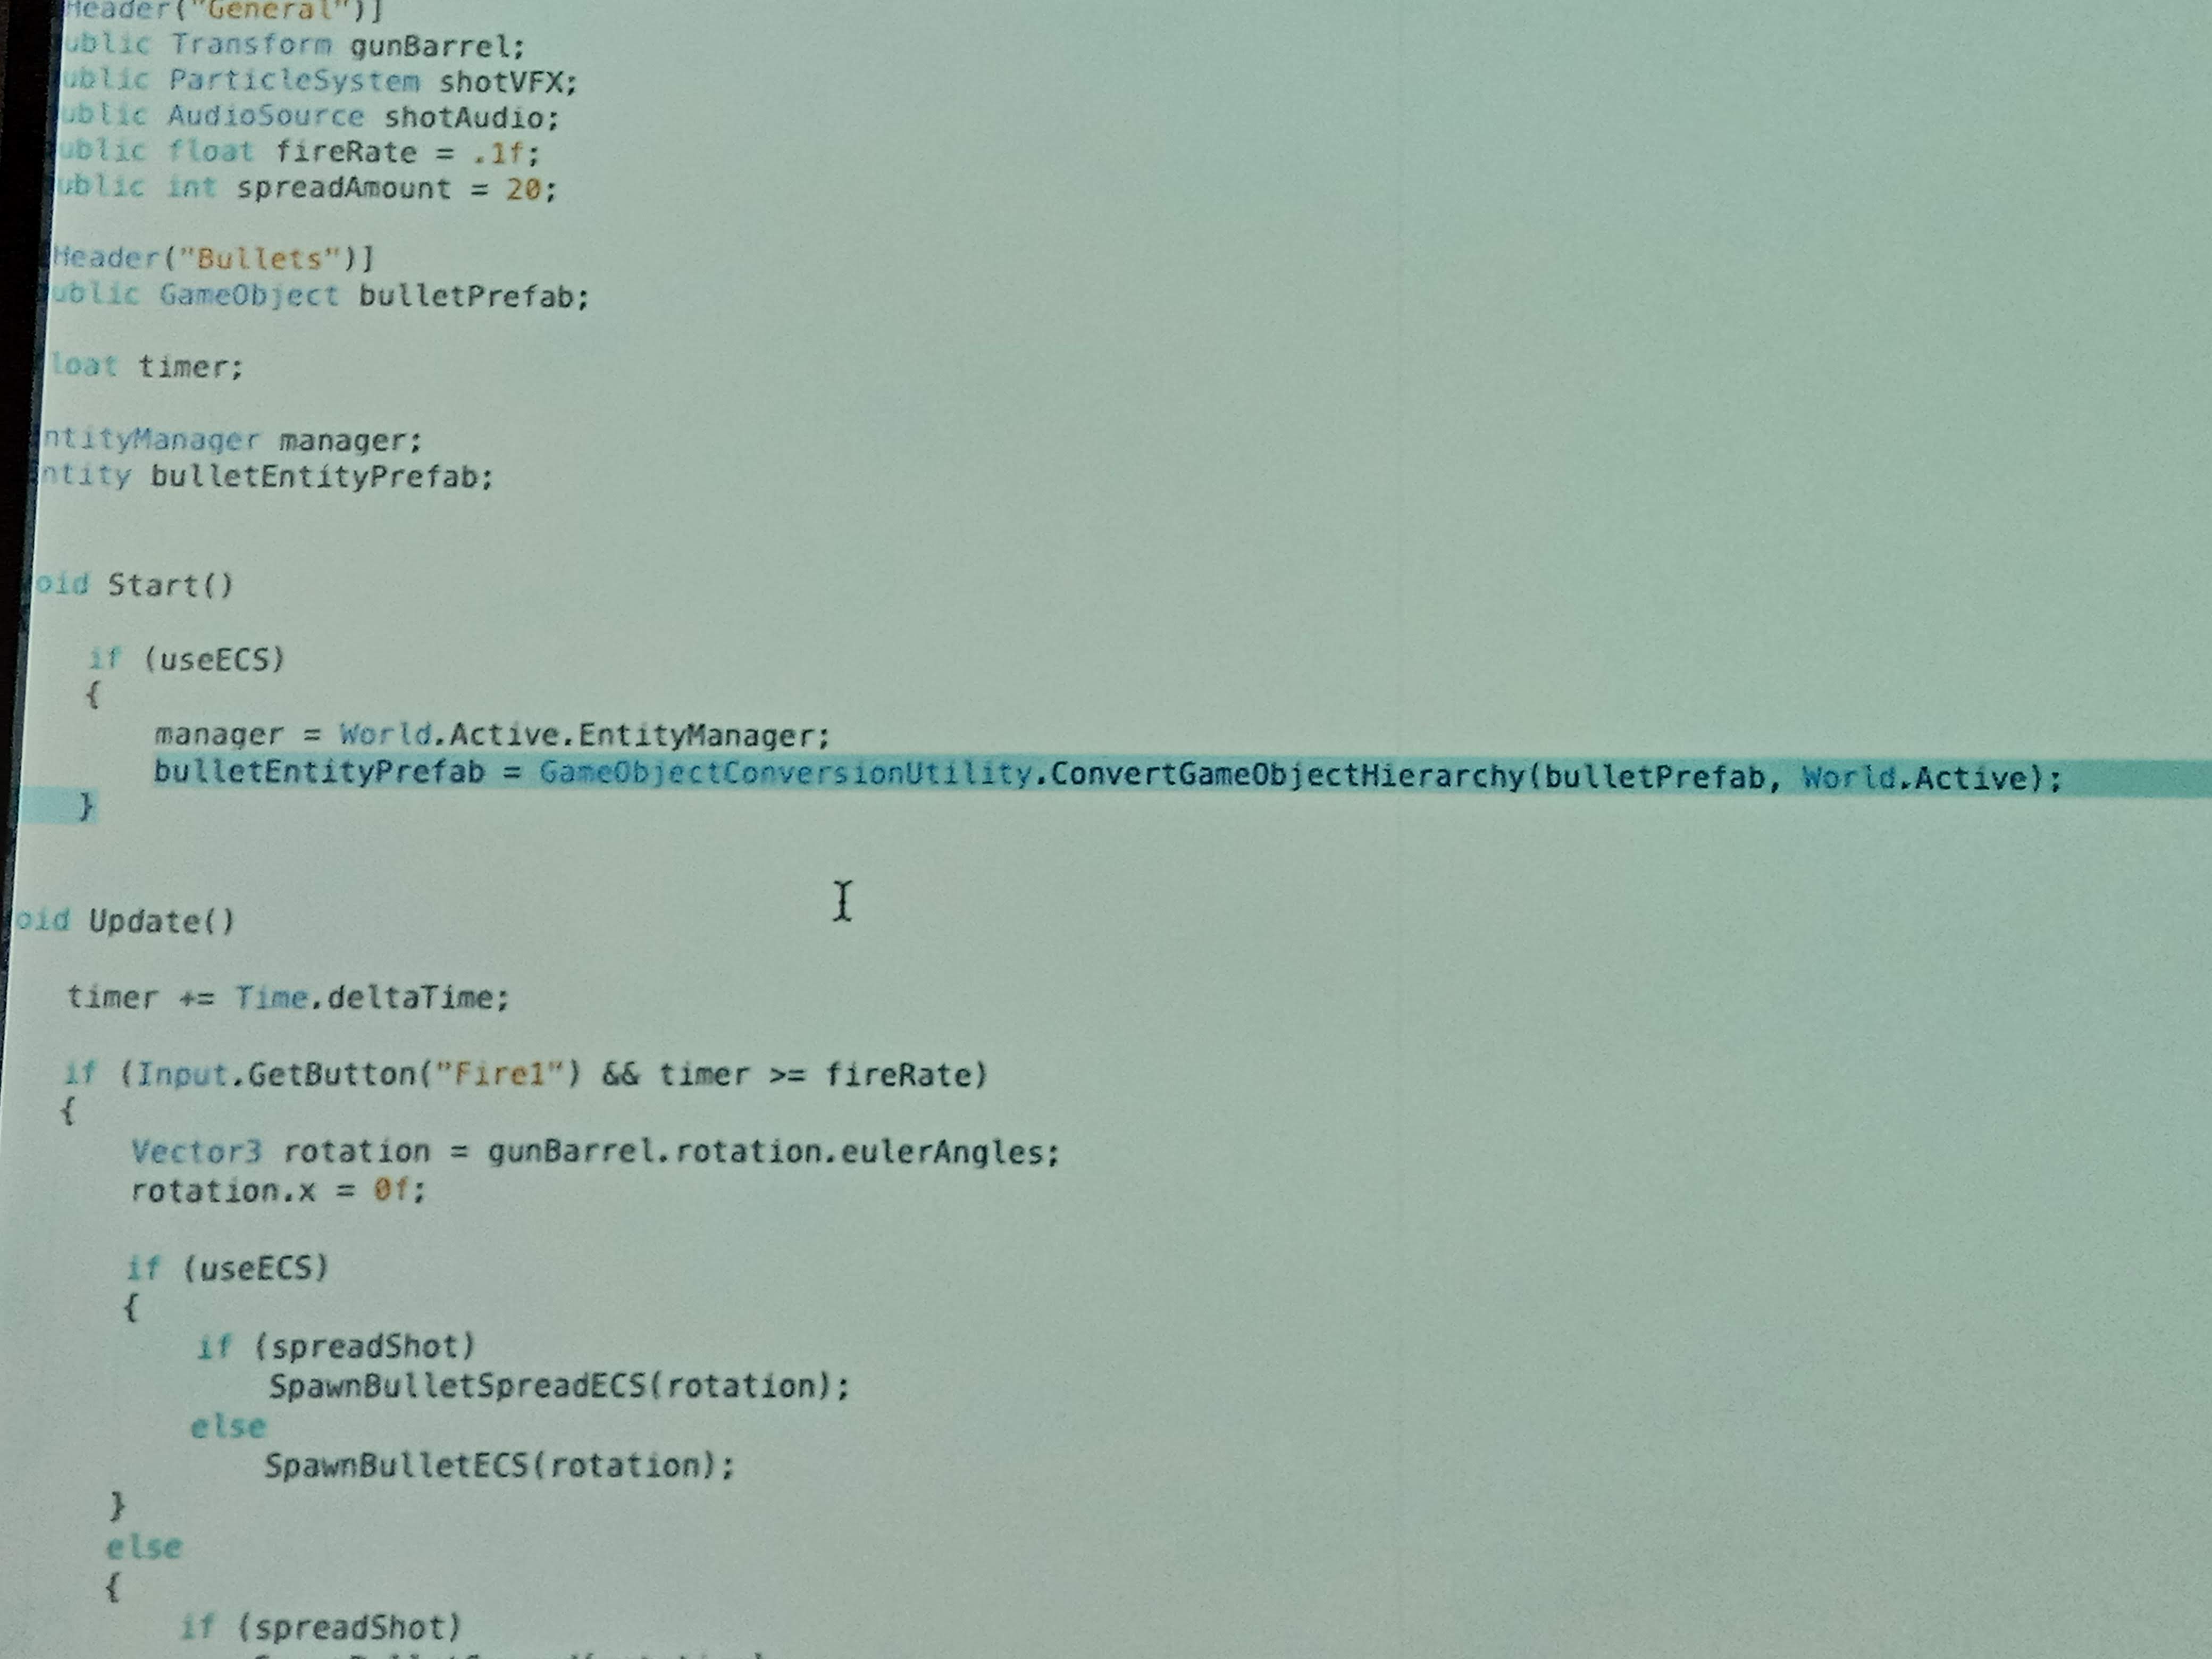 Header("General")]
ublic Transform gunBarrel;
ublic ParticleSystem shotVFX;
ublic AudioSource shotAudio;
ublic float fireRate = .1f;
ublic int spreadAmount = 20;
Header("Bullets")]
ublic GameObject bulletPrefab;
loat timer;
ntityManager manager;
ntity bulletEntityPrefab;
oid Start()
if (useECS)
{
manager = World.Active.EntityManager;
bulletEntityPrefab = GameObjectConversionUtility.ConvertGameObjectHierarchy(bulletPrefab, World.Active);
}
oid Update()
timer += Time.deltaTime;
if (Input.GetButton("Fire1") && timer >= fireRate)
{
Vector3 rotation = gunBarrel.rotation.eulerAngles;
rotation.x = 0f;
if (useECS)
{
if (spreadShot)
SpawnBulletSpreadECS(rotation);
else
SpawnBulletECS(rotation);
}
else
{
if (spreadShot)